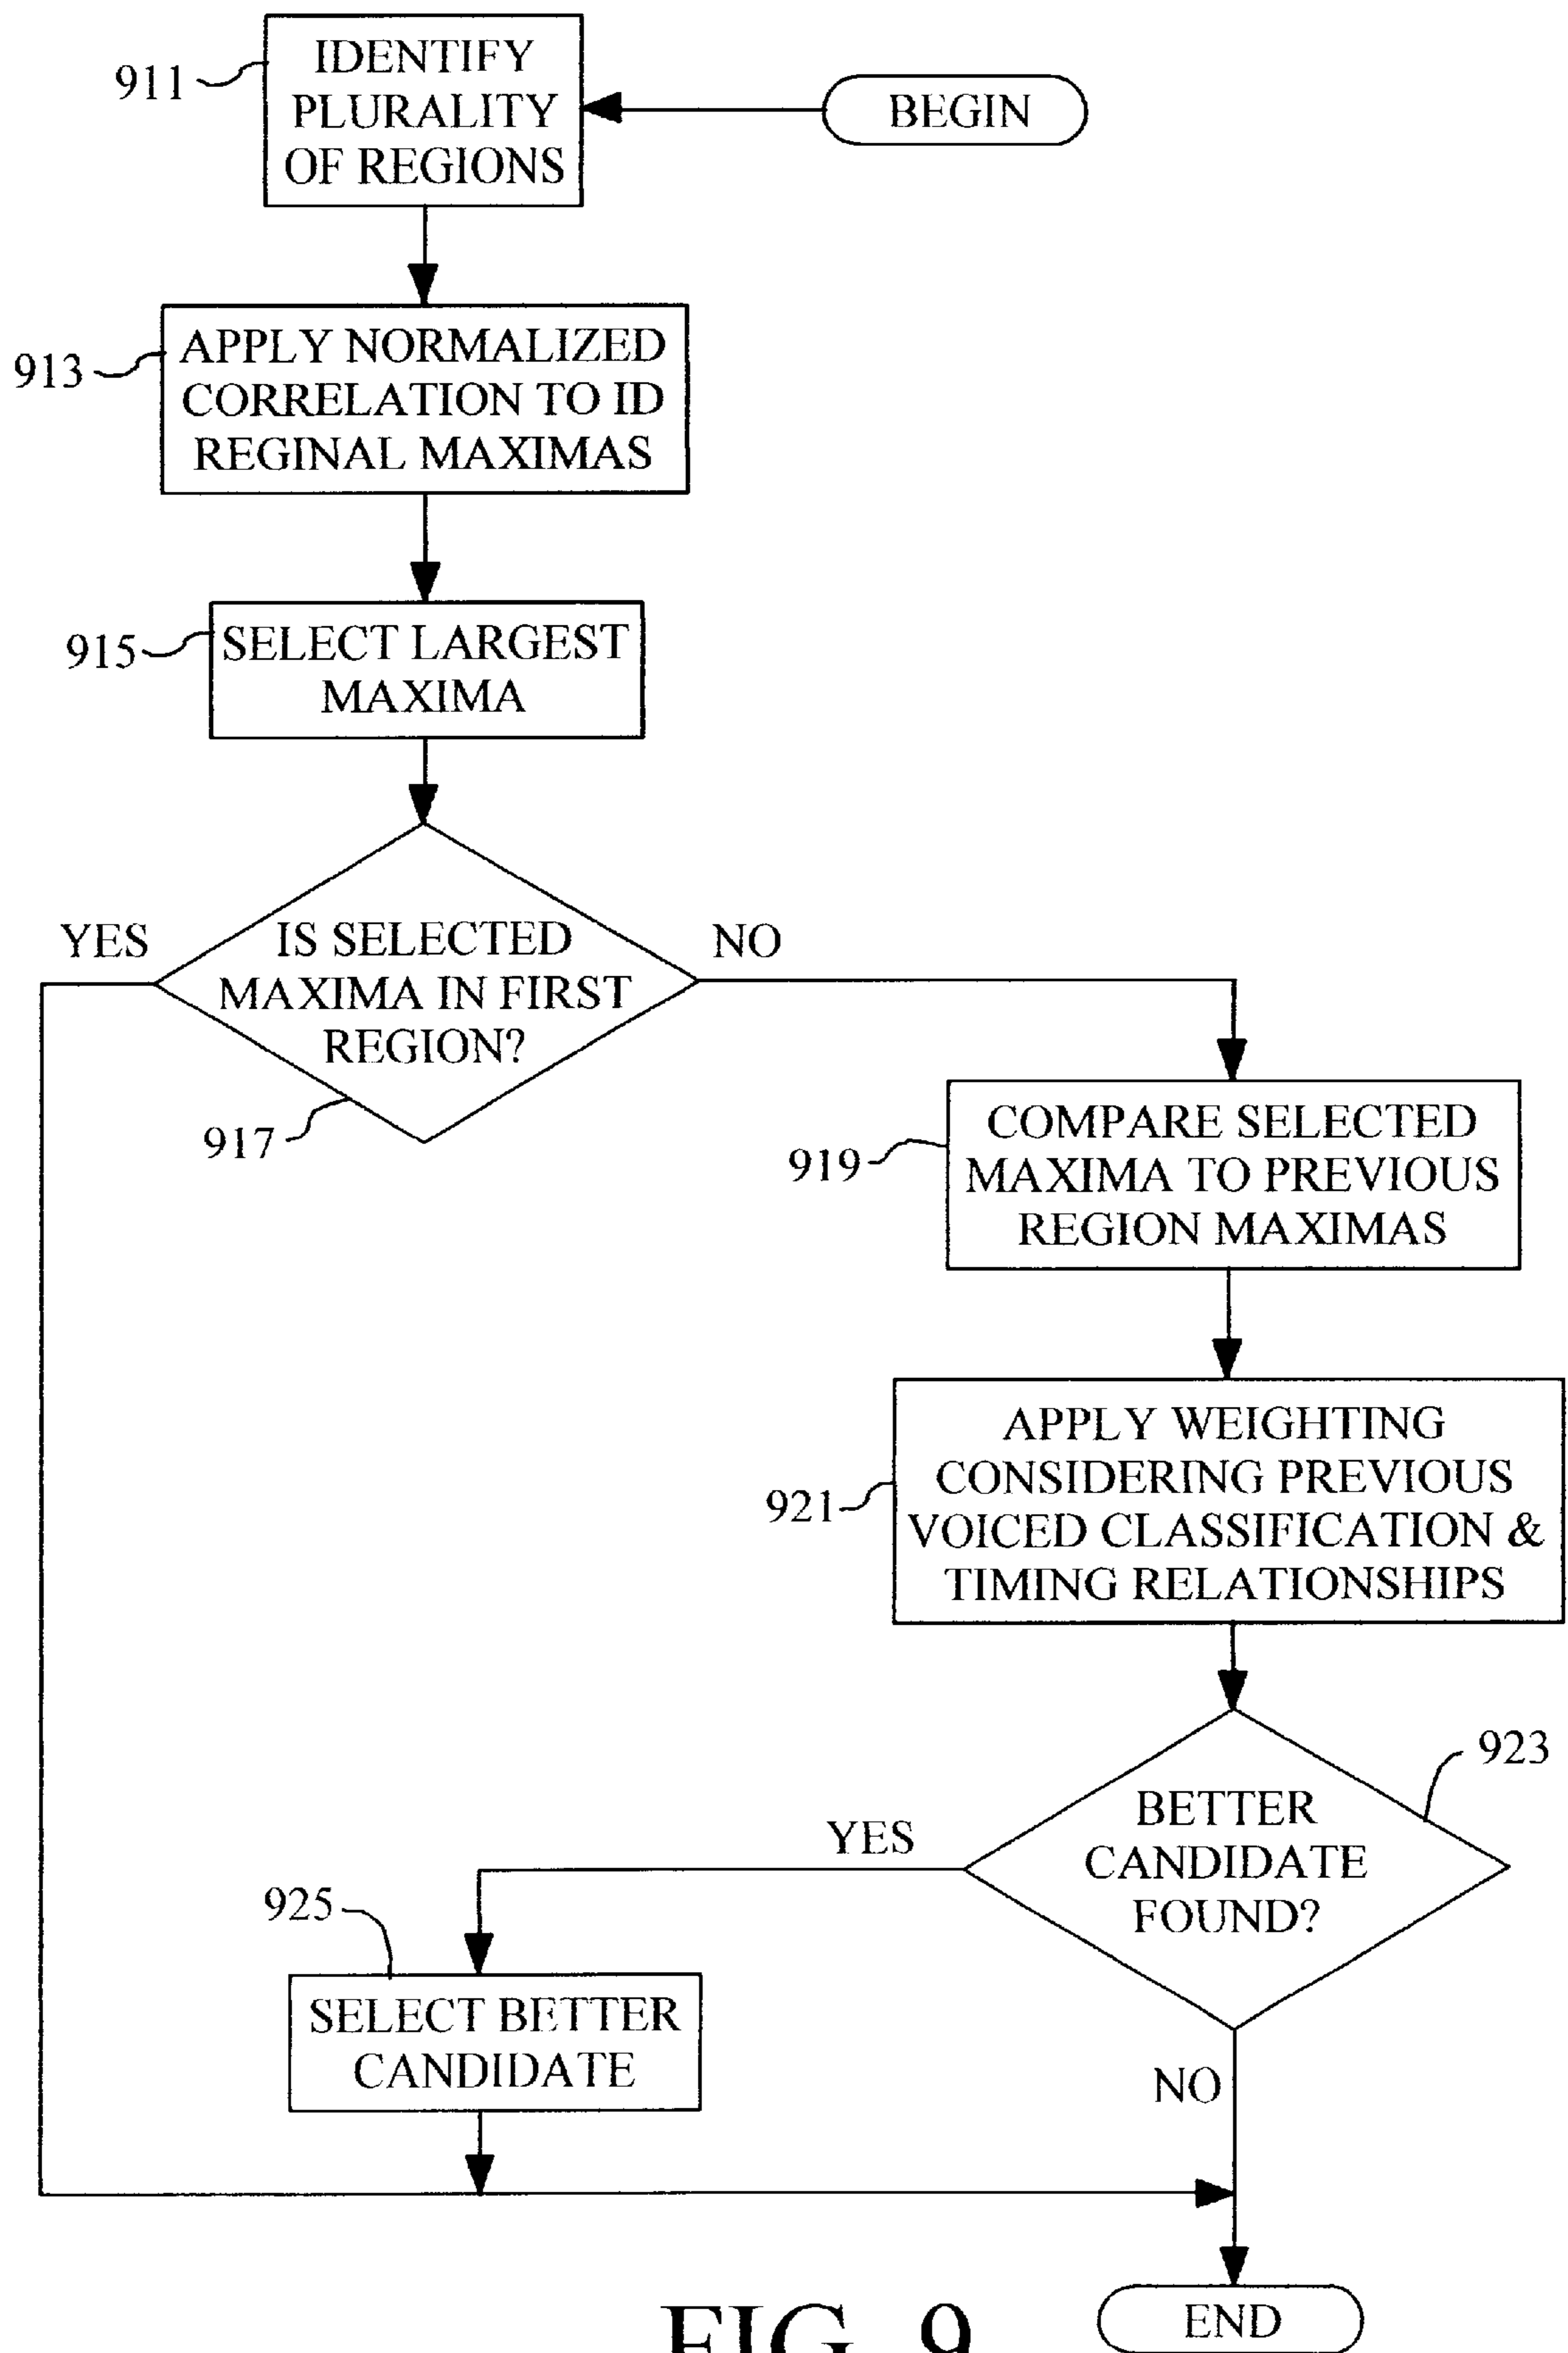 911
IDENTIFY
PLURALITY
OF REGIONS
BEGIN
913
APPLY NORMALIZED
CORRELATION TO ID
REGINAL MAXIMAS
915
SELECT LARGEST
MAXIMA
YES
IS SELECTED
MAXIMA IN FIRST
REGION?
NO
917
919
COMPARE SELECTED
MAXIMA TO PREVIOUS
REGION MAXIMAS
921
APPLY WEIGHTING
CONSIDERING PREVIOUS
VOICED CLASSIFICATION &
TIMING RELATIONSHIPS
923
BETTER
CANDIDATE
FOUND?
YES
925
SELECT BETTER
CANDIDATE
NO
END
FIG. 9